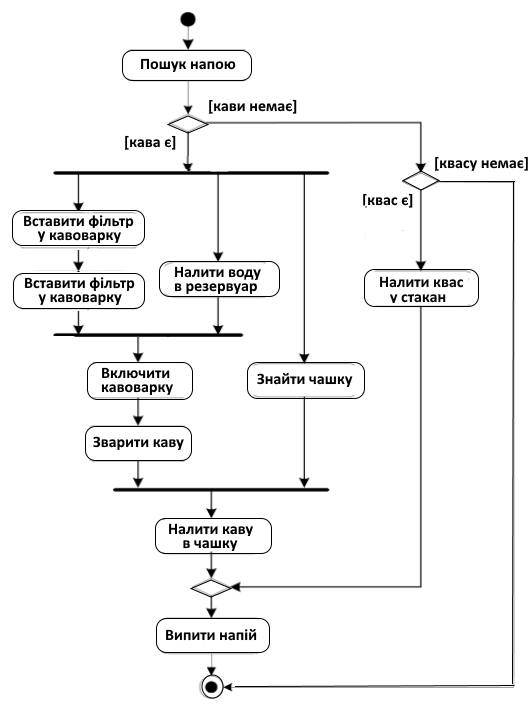 Пошук напою
[кави немає]
[кава є]
[квасу немає]
[квас є]
Вставити фільтр
у кавоварку
Вставити фільтр
у кавоварку
Налити воду
в резервуар
Налити квас
у стакан
Включити
кавоварку
Знайти чашку
Зварити каву
Налити каву
в чашку
Випити напій